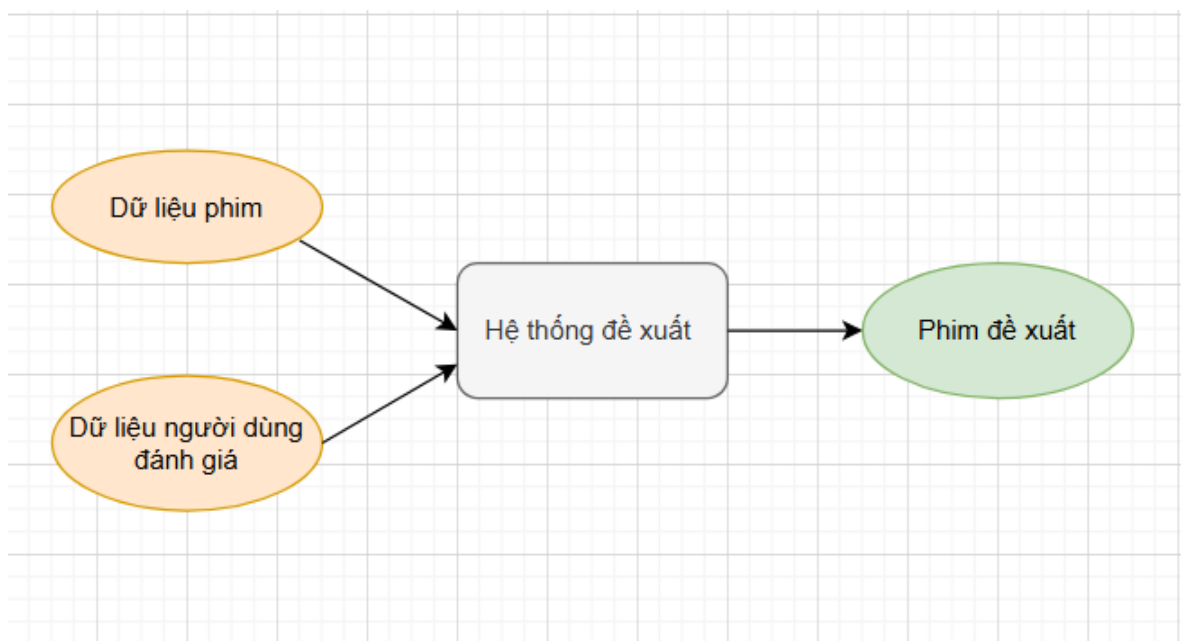 Dữ liệu phim
Hệ thống đề xuất
Phim đề xuất
Dữ liệu người dùng
đánh giá